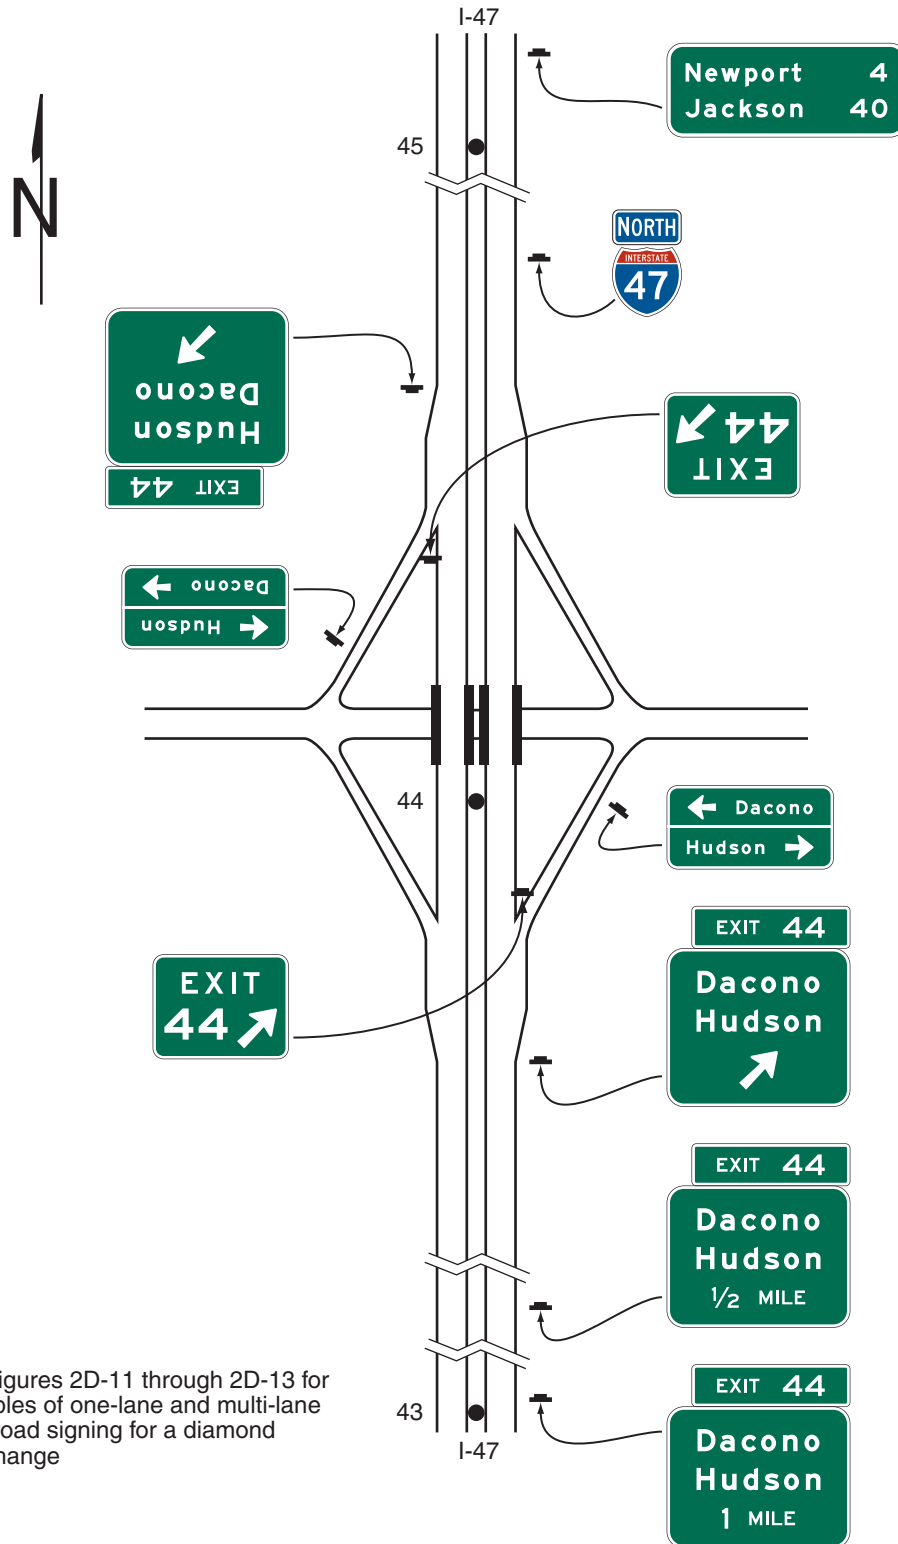 I-47
Newport 4
Jackson 40
45
N
NORTH
INTERSTATE
47
Hudson
Dacono
EXIT 44
EXIT
44
Dacono
Hudson
44
Dacono
Hudson
EXIT 44
Dacono
Hudson
EXIT
44
EXIT 44
Dacono
Hudson
1/2 MILE
EXIT 44
Dacono
Hudson
1 MILE
43
I-47
igures 2D-11 through 2D-13 for
ples of one-lane and multi-lane
road signing for a diamond
hange